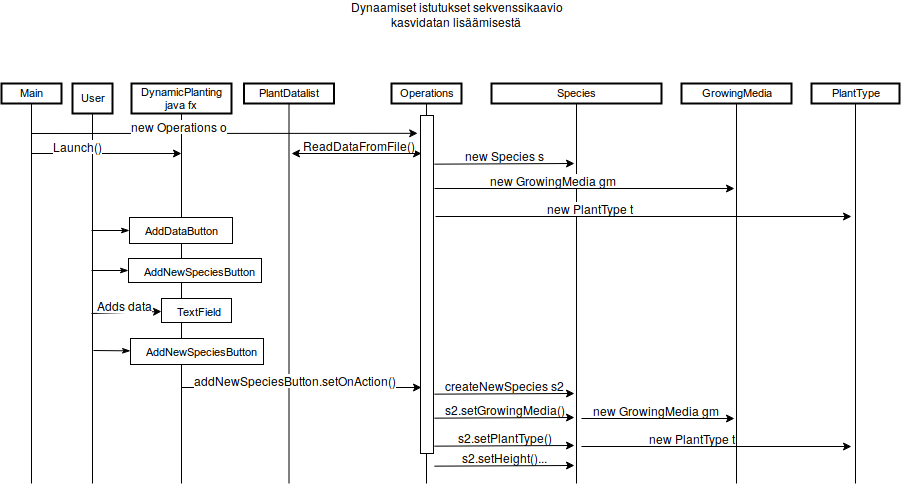 Dynaamiset istutukset sekvenssikaavio
kasvidatan lisäämisestä
Main
User
DynamicPlanting
java fx
PlantDatalist
Operations
Species
GrowingMedia
PlantType
new Operations o
Launch()
ReadDataFromFile()
new Species s
new GrowingMedia gm
new PlantType t
AddDataButton
AddNewSpeciesButton
Adds data
TextField
AddNewSpeciesButton
addNewSpeciesButton.setOnAction()
createNewSpecies s2
s2.setGrowingMedia()
new GrowingMedia gm
s2.setPlantType()
new PlantType t
s2.setHeight()...